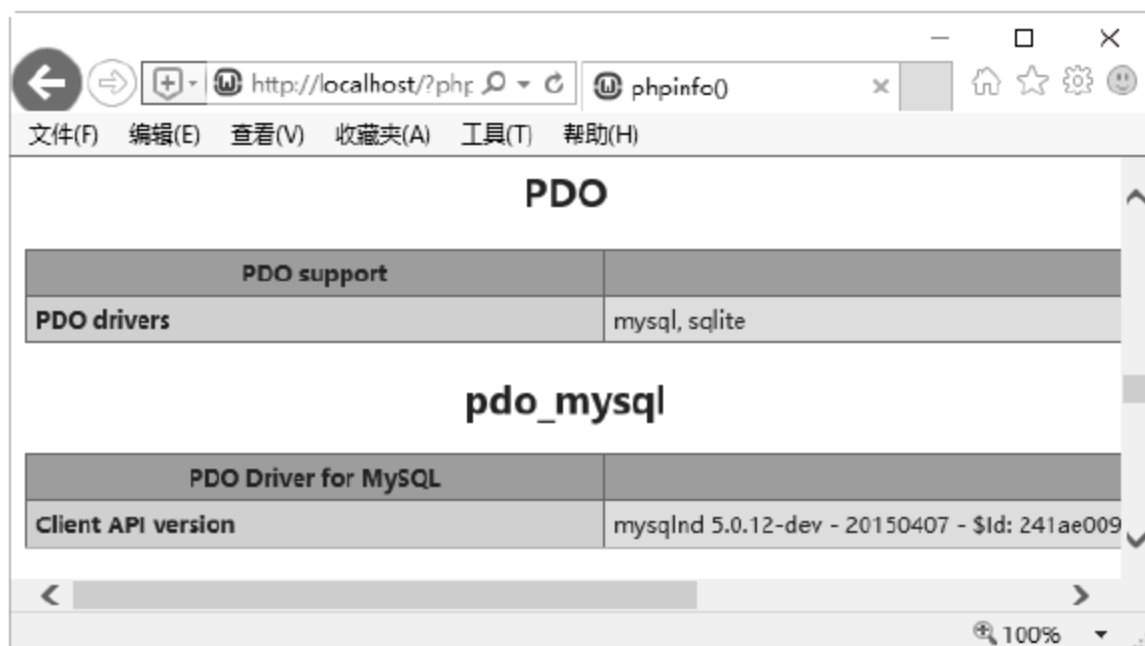 http://localhost/?php
phpinfo()
文件(F) 编辑(E) 查看(V) 收藏夹(A) 工具(T) 帮助(H)
PDO
PDO support
PDO drivers mysql, sqlite
pdo_mysql
PDO Driver for MySQL
Client API version mysqlnd 5.0.12-dev - 20150407 - $Id: 241ae009
100%